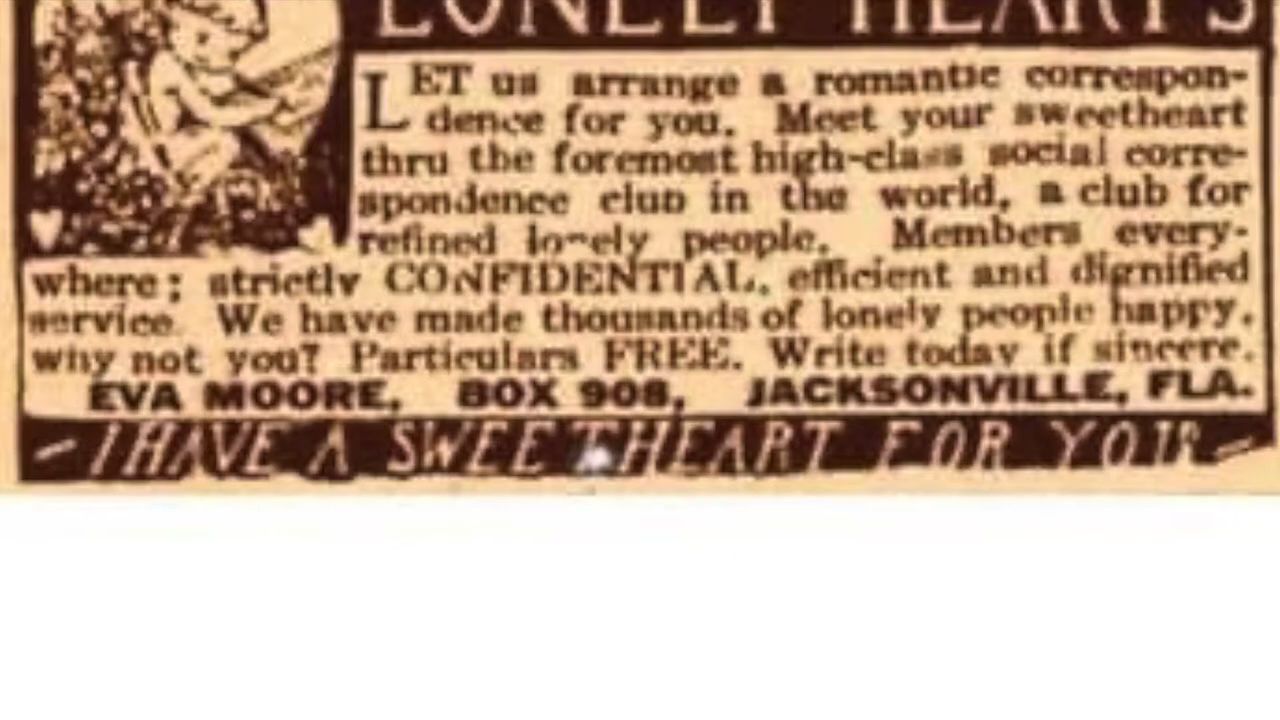 LONELY HEARTS
LET us arrange a romantic correspon-
dence for you. Meet your sweetheart
thru the foremost high-class social corre-
spondence club in the world, a club for
refined lonely people. Members every-
where; strictly CONFIDENTIAL, efficient and dignified
service. We have made thousands of lonely people happy,
why not you? Particulars FREE. Write today if sincere.
EVA MOORE, BOX 908, JACKSONVILLE, FLA.
- I HAVE A SWEETHEART FOR YOU -